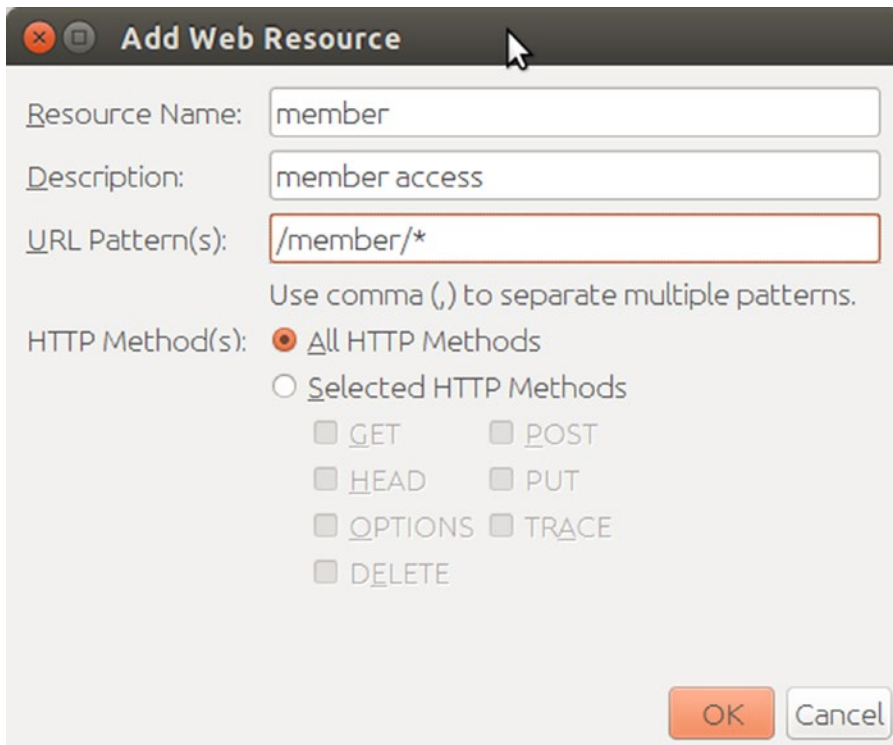 Add Web Resource
Resource Name: member
Description: member access
URL Pattern(s): /member/*
Use comma (,) to separate multiple patterns.
HTTP Method(s): All HTTP Methods
Selected HTTP Methods
GET POST
HEAD PUT
OPTIONS TRACE
DELETE
OK Cancel